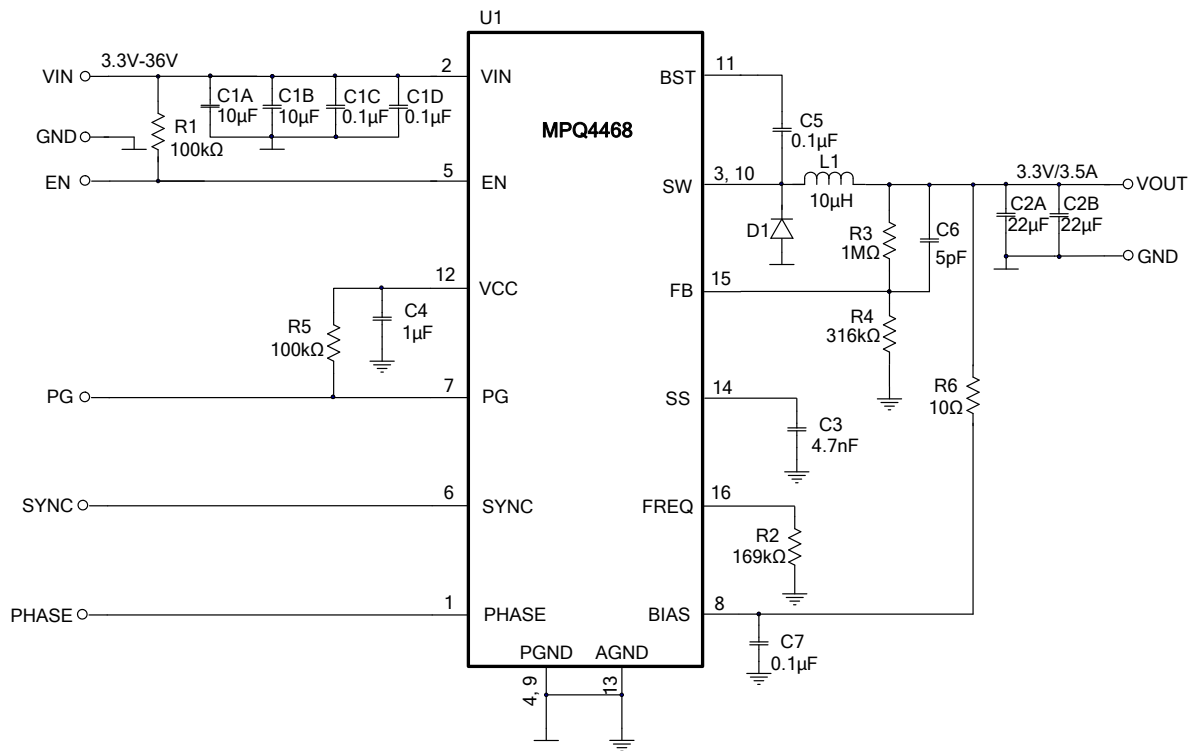 U1
3.3V-36V
VIN
2
VIN
BST
11
C1A
10µF
C1B
10µF
C1C
0.1µF
C1D
0.1µF
MPQ4468
C5
0.1µF
GND
R1
100kΩ
L1
10µH
EN
5
EN
SW
3, 10
3.3V/3.5A
VOUT
D1
R3
1MΩ
C6
5pF
C2A
22µF
C2B
22µF
GND
12
VCC
FB
15
R5
100kΩ
C4
1µF
R4
316kΩ
PG
7
PG
SS
14
R6
10Ω
C3
4.7nF
SYNC
6
SYNC
FREQ
16
R2
169kΩ
PHASE
1
PHASE
BIAS
8
C7
0.1µF
PGND
AGND
4, 9
13